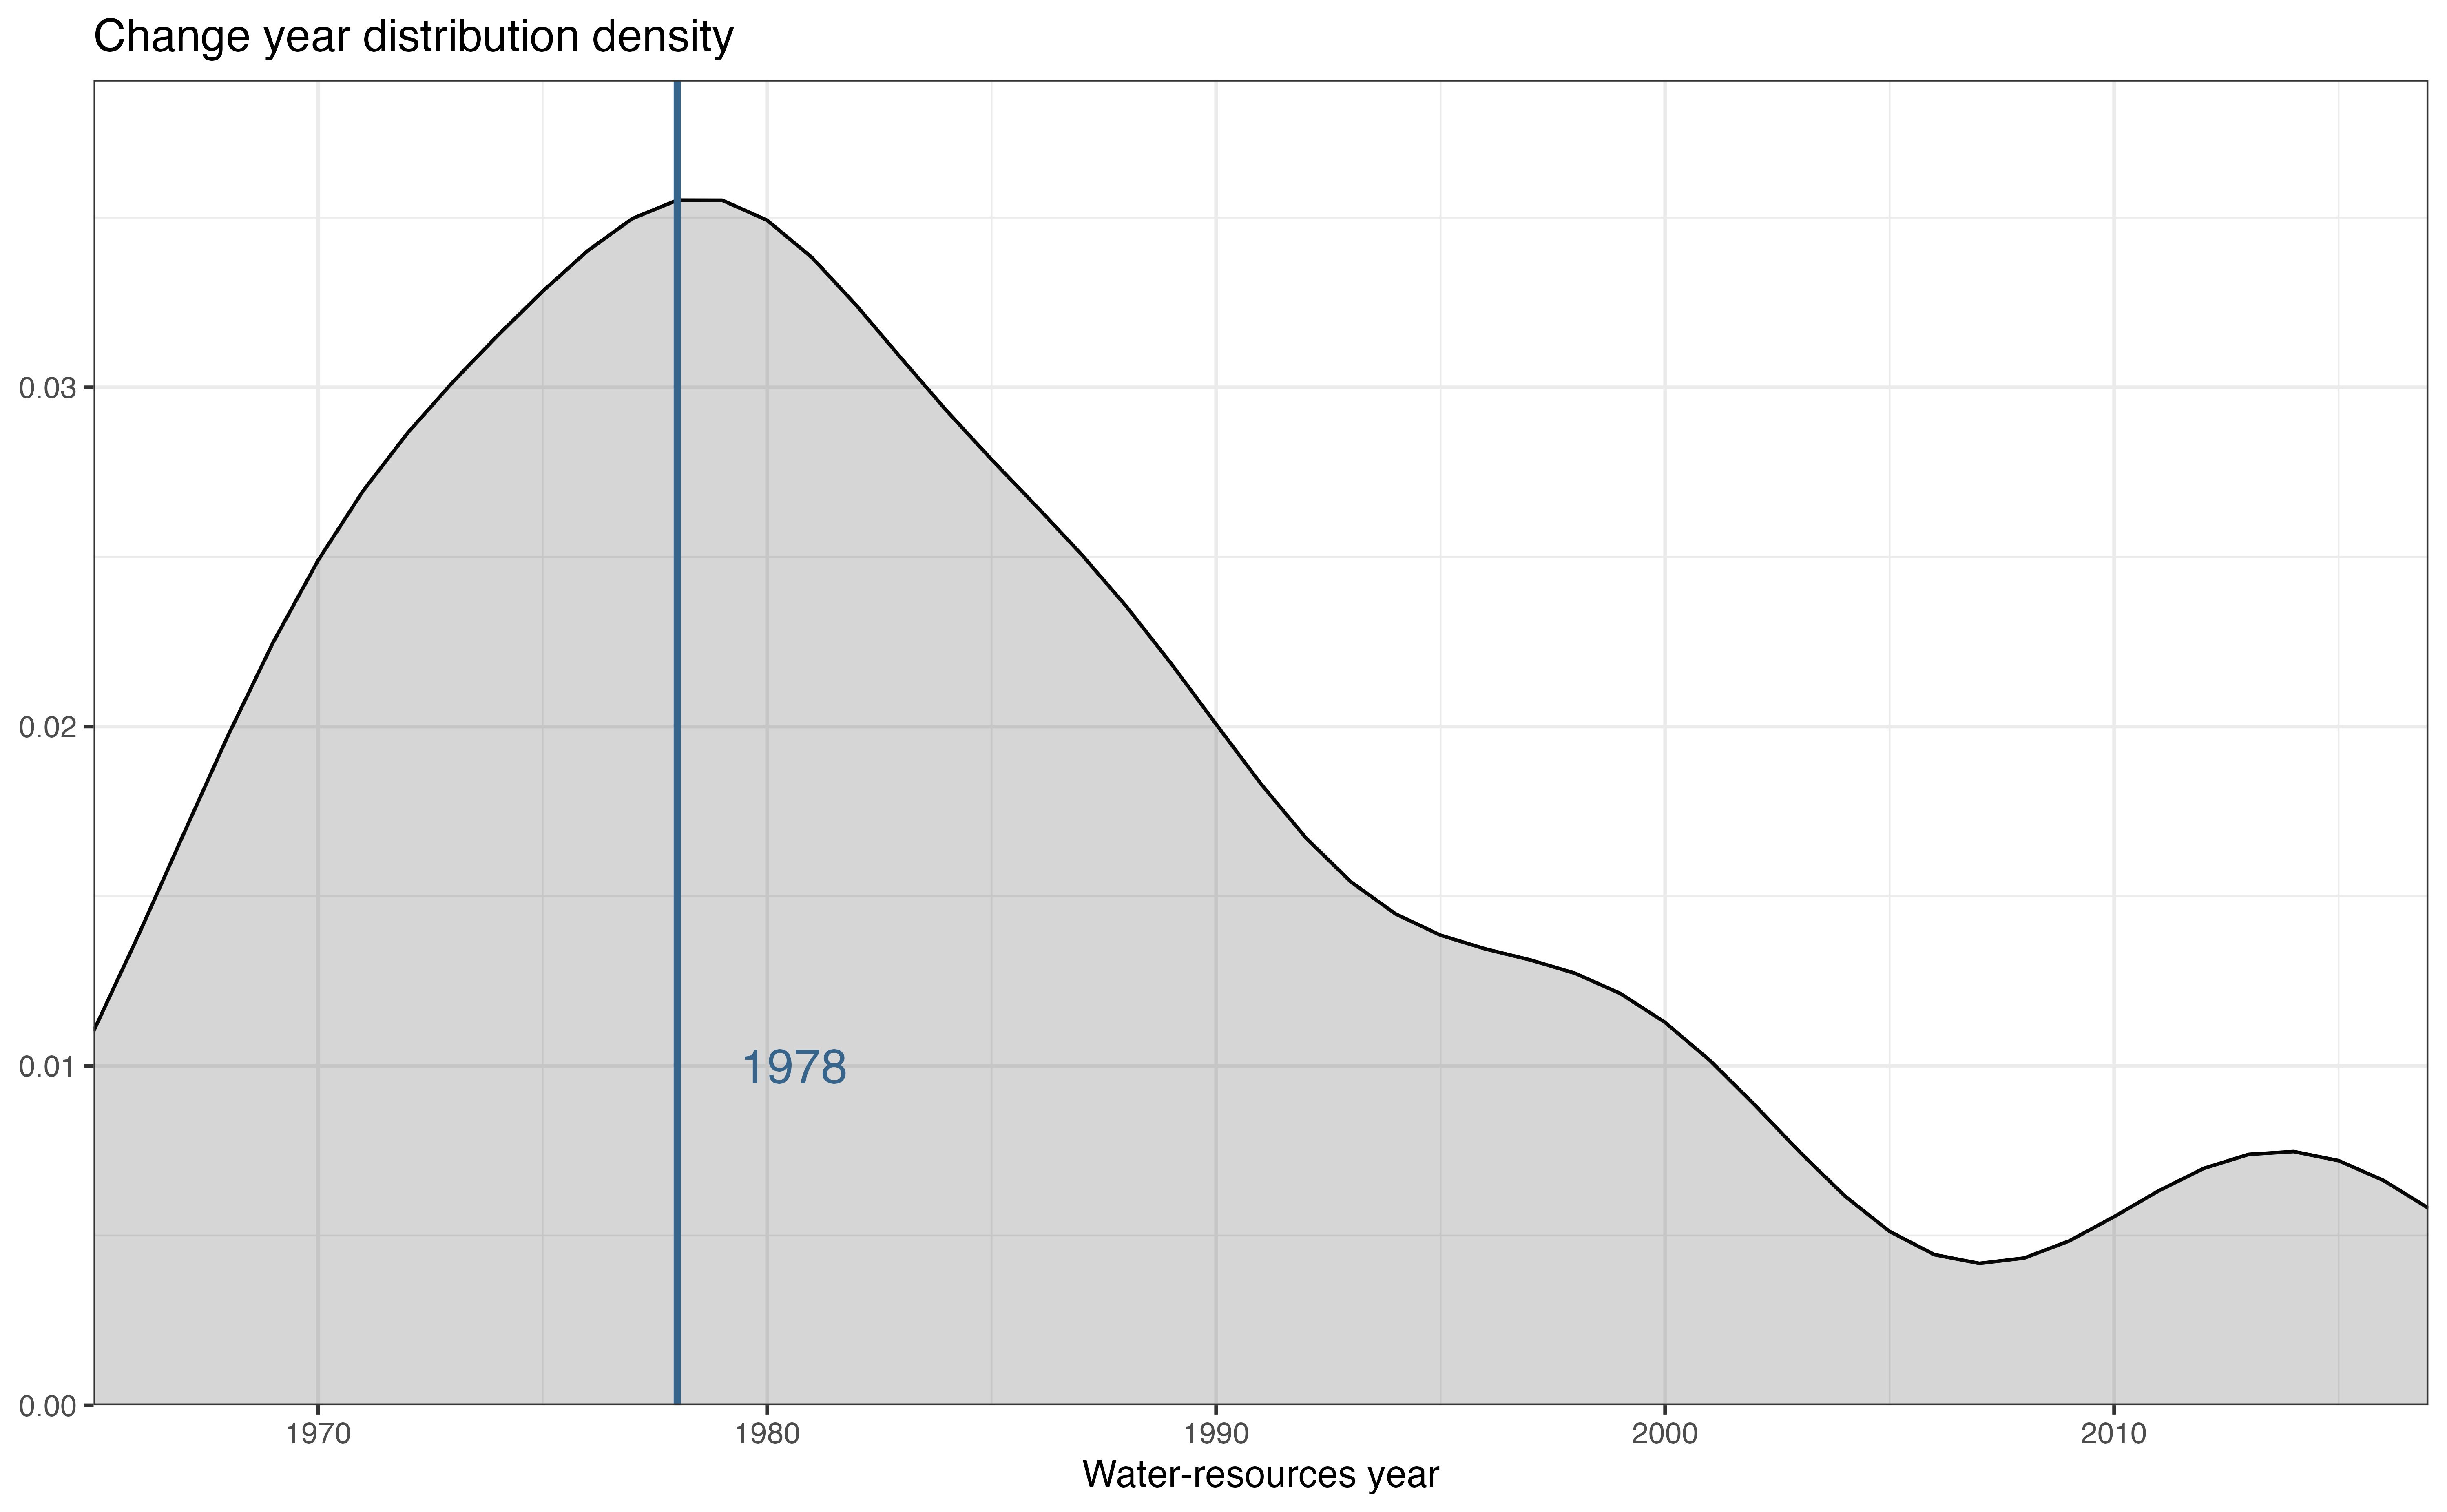 Change year distribution density
0.03
0.02
0.01
0.00
1978
1970 1980 1990 2000 2010
Water-resources year